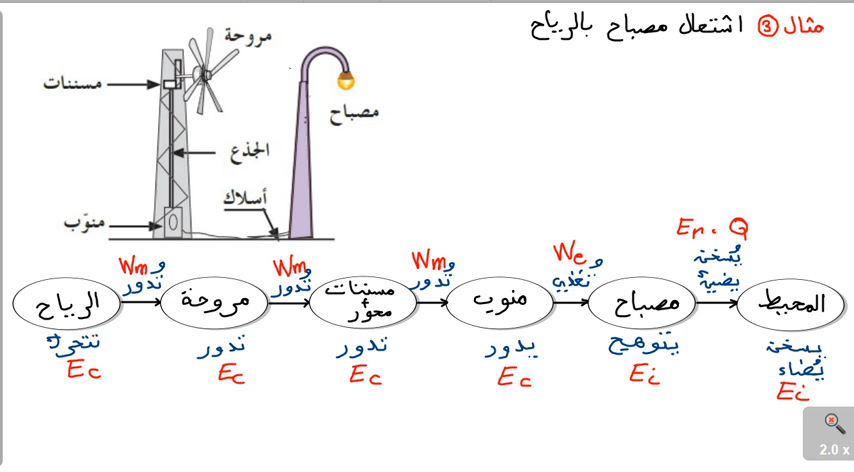 مثال ③ اشتعال مصباح بالرياح
مروحة
مسننات
مصباح
الجذع
أسلاك
منوّب
Wm تدور
Wm تدور
Wm تدور
We تغذي
Er . Q
يُسخن
يضيئ
الرياح
مروحة
مسننات
+
محور
منوب
مصباح
المحيط
تتحرك
تدور
تدور
يدور
يتوهج
يسخن
يُضاء
Ec
Ec
Ec
Ec
Ei
Ei
2.0 x